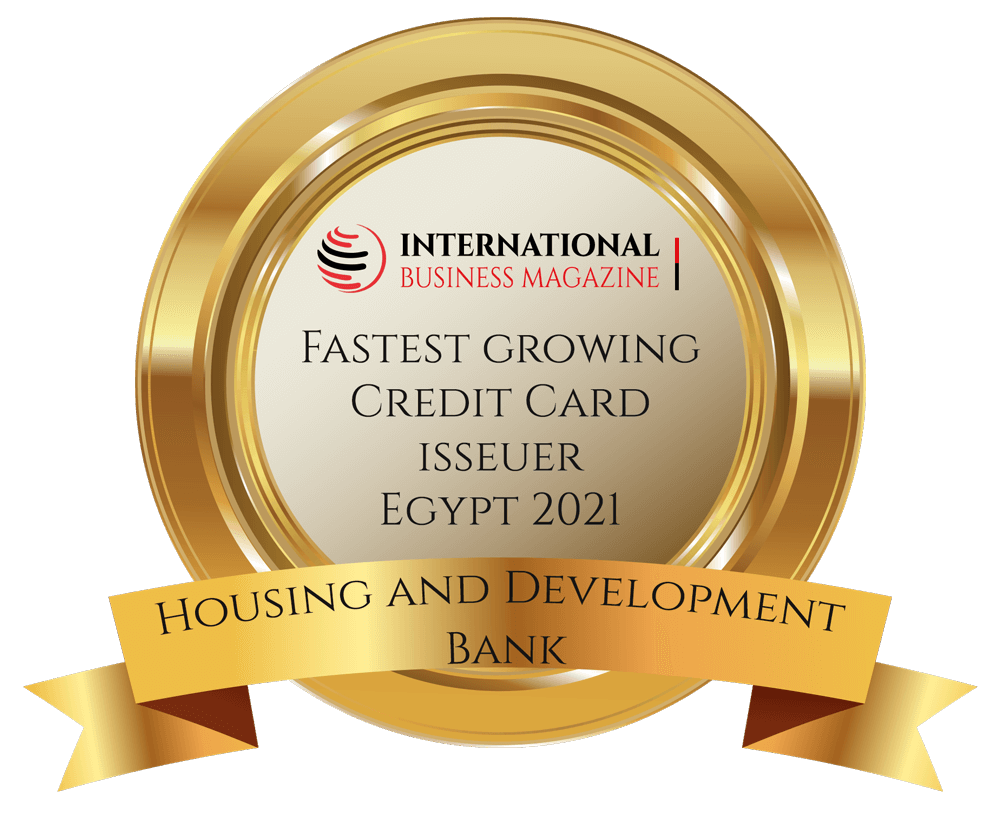 INTERNATIONAL
BUSINESS MAGAZINE
Fastest growing
Credit Card
isseuer
Egypt 2021
Housing and Development
Bank